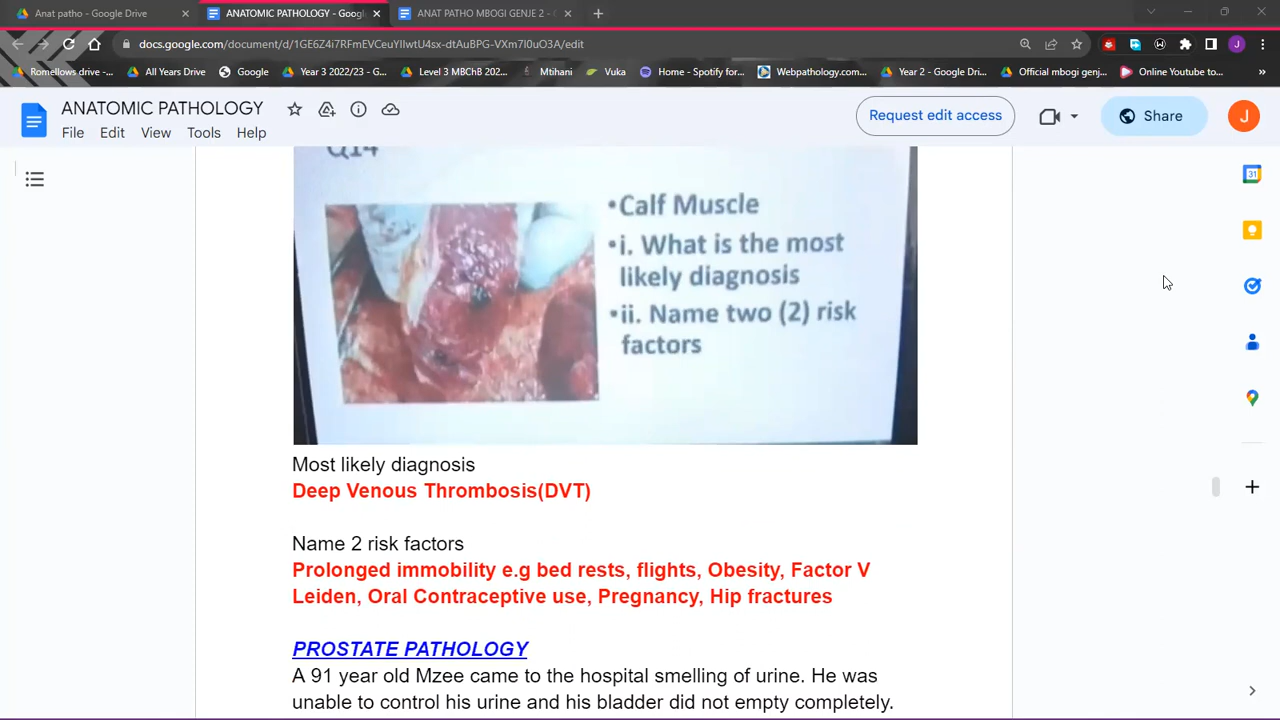 Anat patho - Google Drive
ANATOMIC PATHOLOGY - Googl
ANAT PATHO MBOGI GENJE 2 -
docs.google.com/document/d/1GE6Z4i7RFmEVCeuYIIwtU4sx-dtAuBPG-VXm7I0uO3A/edit
Romellows drive -...
All Years Drive
Google
Year 3 2022/23 - G...
Level 3 MBChB 202...
Mtihani
Vuka
Home - Spotify for...
Webpathology.com...
Year 2 - Google Dri...
Official mbogi genj...
Online Youtube to...
ANATOMIC PATHOLOGY
File Edit View Tools Help
Request edit access
Share
J
Q14
•Calf Muscle
•i. What is the most
likely diagnosis
•ii. Name two (2) risk
factors
Most likely diagnosis
Deep Venous Thrombosis(DVT)
Name 2 risk factors
Prolonged immobility e.g bed rests, flights, Obesity, Factor V
Leiden, Oral Contraceptive use, Pregnancy, Hip fractures
PROSTATE PATHOLOGY
A 91 year old Mzee came to the hospital smelling of urine. He was
unable to control his urine and his bladder did not empty completely.